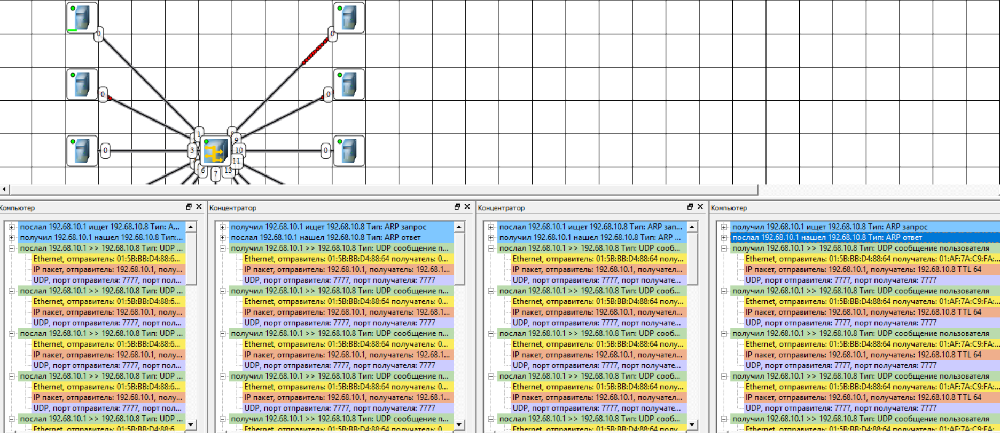 0
0
0
0
1
8
9
0
3
10
0
11
6
7
13
Компьютер
послал 192.68.10.1 ищет 192.68.10.8 Тип: A...
получил 192.68.10.1 нашел 192.68.10.8 Тип:...
послал 192.68.10.1 >> 192.68.10.8 Тип: UDP ...
Ethernet, отправитель: 01:5B:BB:D4:88:6...
IP пакет, отправитель: 192.68.10.1, полу...
UDP, порт отправителя: 7777, порт пол...
послал 192.68.10.1 >> 192.68.10.8 Тип: UDP ...
Ethernet, отправитель: 01:5B:BB:D4:88:6...
IP пакет, отправитель: 192.68.10.1, полу...
UDP, порт отправителя: 7777, порт пол...
послал 192.68.10.1 >> 192.68.10.8 Тип: UDP ...
Ethernet, отправитель: 01:5B:BB:D4:88:6...
IP пакет, отправитель: 192.68.10.1, полу...
UDP, порт отправителя: 7777, порт пол...
послал 192.68.10.1 >> 192.68.10.8 Тип: UDP ...
Ethernet, отправитель: 01:5B:BB:D4:88:6...
IP пакет, отправитель: 192.68.10.1, полу...
UDP, порт отправителя: 7777, порт пол...
послал 192.68.10.1 >> 192.68.10.8 Тип: UDP ...
Ethernet, отправитель: 01:5B:BB:D4:88:6
Концентратор
получил 192.68.10.1 ищет 192.68.10.8 Тип: ARP запрос
послал 192.68.10.1 нашел 192.68.10.8 Тип: ARP ответ
получил 192.68.10.1 >> 192.68.10.8 Тип: UDP сообщение п...
Ethernet, отправитель: 01:5B:BB:D4:88:64 получатель: 0...
IP пакет, отправитель: 192.68.10.1, получатель: 192.68.1...
UDP, порт отправителя: 7777, порт получателя: 7777
получил 192.68.10.1 >> 192.68.10.8 Тип: UDP сообщение п...
Ethernet, отправитель: 01:5B:BB:D4:88:64 получатель: 0...
IP пакет, отправитель: 192.68.10.1, получатель: 192.68.1...
UDP, порт отправителя: 7777, порт получателя: 7777
получил 192.68.10.1 >> 192.68.10.8 Тип: UDP сообщение п...
Ethernet, отправитель: 01:5B:BB:D4:88:64 получатель: 0...
IP пакет, отправитель: 192.68.10.1, получатель: 192.68.1...
UDP, порт отправителя: 7777, порт получателя: 7777
получил 192.68.10.1 >> 192.68.10.8 Тип: UDP сообщение п...
Ethernet, отправитель: 01:5B:BB:D4:88:64 получатель: 0...
IP пакет, отправитель: 192.68.10.1, получатель: 192.68.1...
UDP, порт отправителя: 7777, порт получателя: 7777
получил 192.68.10.1 >> 192.68.10.8 Тип: UDP сообщение п...
Ethernet, отправитель: 01:5B:BB:D4:88:64 получатель: 0
Концентратор
послал 192.68.10.1 ищет 192.68.10.8 Тип: ARP зап...
получил 192.68.10.1 нашел 192.68.10.8 Тип: ARP ...
послал 192.68.10.1 >> 192.68.10.8 Тип: UDP сооб...
Ethernet, отправитель: 01:5B:BB:D4:88:64 полу...
IP пакет, отправитель: 192.68.10.1, получател...
UDP, порт отправителя: 7777, порт получате...
послал 192.68.10.1 >> 192.68.10.8 Тип: UDP сооб...
Ethernet, отправитель: 01:5B:BB:D4:88:64 полу...
IP пакет, отправитель: 192.68.10.1, получател...
UDP, порт отправителя: 7777, порт получате...
послал 192.68.10.1 >> 192.68.10.8 Тип: UDP сооб...
Ethernet, отправитель: 01:5B:BB:D4:88:64 полу...
IP пакет, отправитель: 192.68.10.1, получател...
UDP, порт отправителя: 7777, порт получате...
послал 192.68.10.1 >> 192.68.10.8 Тип: UDP сооб...
Ethernet, отправитель: 01:5B:BB:D4:88:64 полу...
IP пакет, отправитель: 192.68.10.1, получател...
UDP, порт отправителя: 7777, порт получате...
послал 192.68.10.1 >> 192.68.10.8 Тип: UDP сооб...
Ethernet, отправитель: 01:5B:BB:D4:88:64 полу
Компьютер
получил 192.68.10.1 ищет 192.68.10.8 Тип: ARP запрос
послал 192.68.10.1 нашел 192.68.10.8 Тип: ARP ответ
получил 192.68.10.1 >> 192.68.10.8 Тип: UDP сообщение пользователя
Ethernet, отправитель: 01:5B:BB:D4:88:64 получатель: 01:AF:7A:C9:FA:...
IP пакет, отправитель: 192.68.10.1, получатель: 192.68.10.8 TTL 64
UDP, порт отправителя: 7777, порт получателя: 7777
получил 192.68.10.1 >> 192.68.10.8 Тип: UDP сообщение пользователя
Ethernet, отправитель: 01:5B:BB:D4:88:64 получатель: 01:AF:7A:C9:FA:...
IP пакет, отправитель: 192.68.10.1, получатель: 192.68.10.8 TTL 64
UDP, порт отправителя: 7777, порт получателя: 7777
получил 192.68.10.1 >> 192.68.10.8 Тип: UDP сообщение пользователя
Ethernet, отправитель: 01:5B:BB:D4:88:64 получатель: 01:AF:7A:C9:FA:...
IP пакет, отправитель: 192.68.10.1, получатель: 192.68.10.8 TTL 64
UDP, порт отправителя: 7777, порт получателя: 7777
получил 192.68.10.1 >> 192.68.10.8 Тип: UDP сообщение пользователя
Ethernet, отправитель: 01:5B:BB:D4:88:64 получатель: 01:AF:7A:C9:FA:...
IP пакет, отправитель: 192.68.10.1, получатель: 192.68.10.8 TTL 64
UDP, порт отправителя: 7777, порт получателя: 7777
получил 192.68.10.1 >> 192.68.10.8 Тип: UDP сообщение пользователя
Ethernet, отправитель: 01:5B:BB:D4:88:64 получатель: 01:AF:7A:C9:FA: